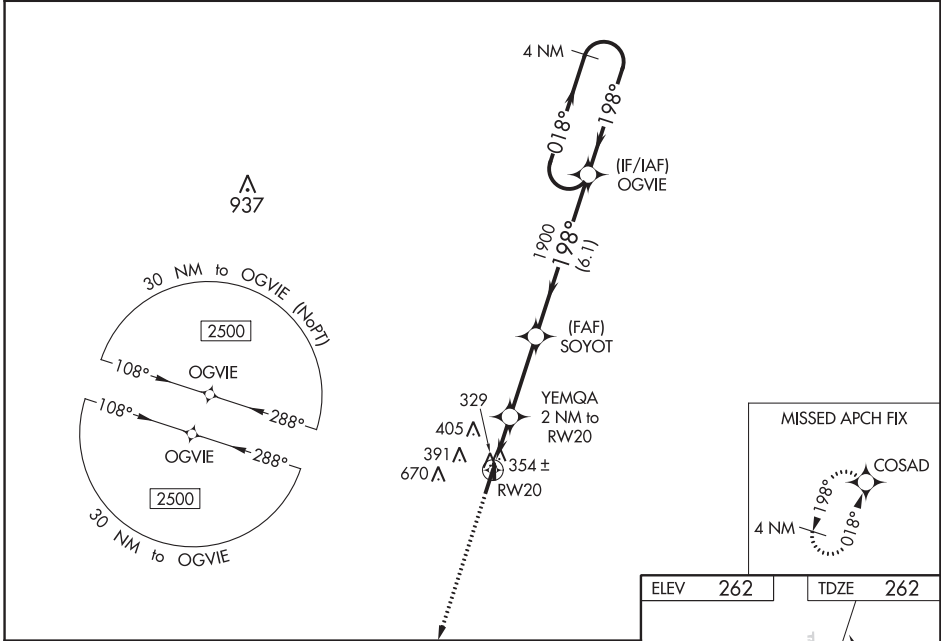 4 NM
018°
198°
(IF/IAF)
OGVIE
937
1900
198°
(6.1)
30 NM to OGVIE (NoPT)
2500
108°
OGVIE
288°
108°
OGVIE
288°
2500
30 NM to OGVIE
(FAF)
SOYOT
YEMQA
2 NM to
RW20
329
405
391
670
354 ±
RW20
MISSED APCH FIX
COSAD
198°
018°
4 NM
ELEV 262
TDZE 262